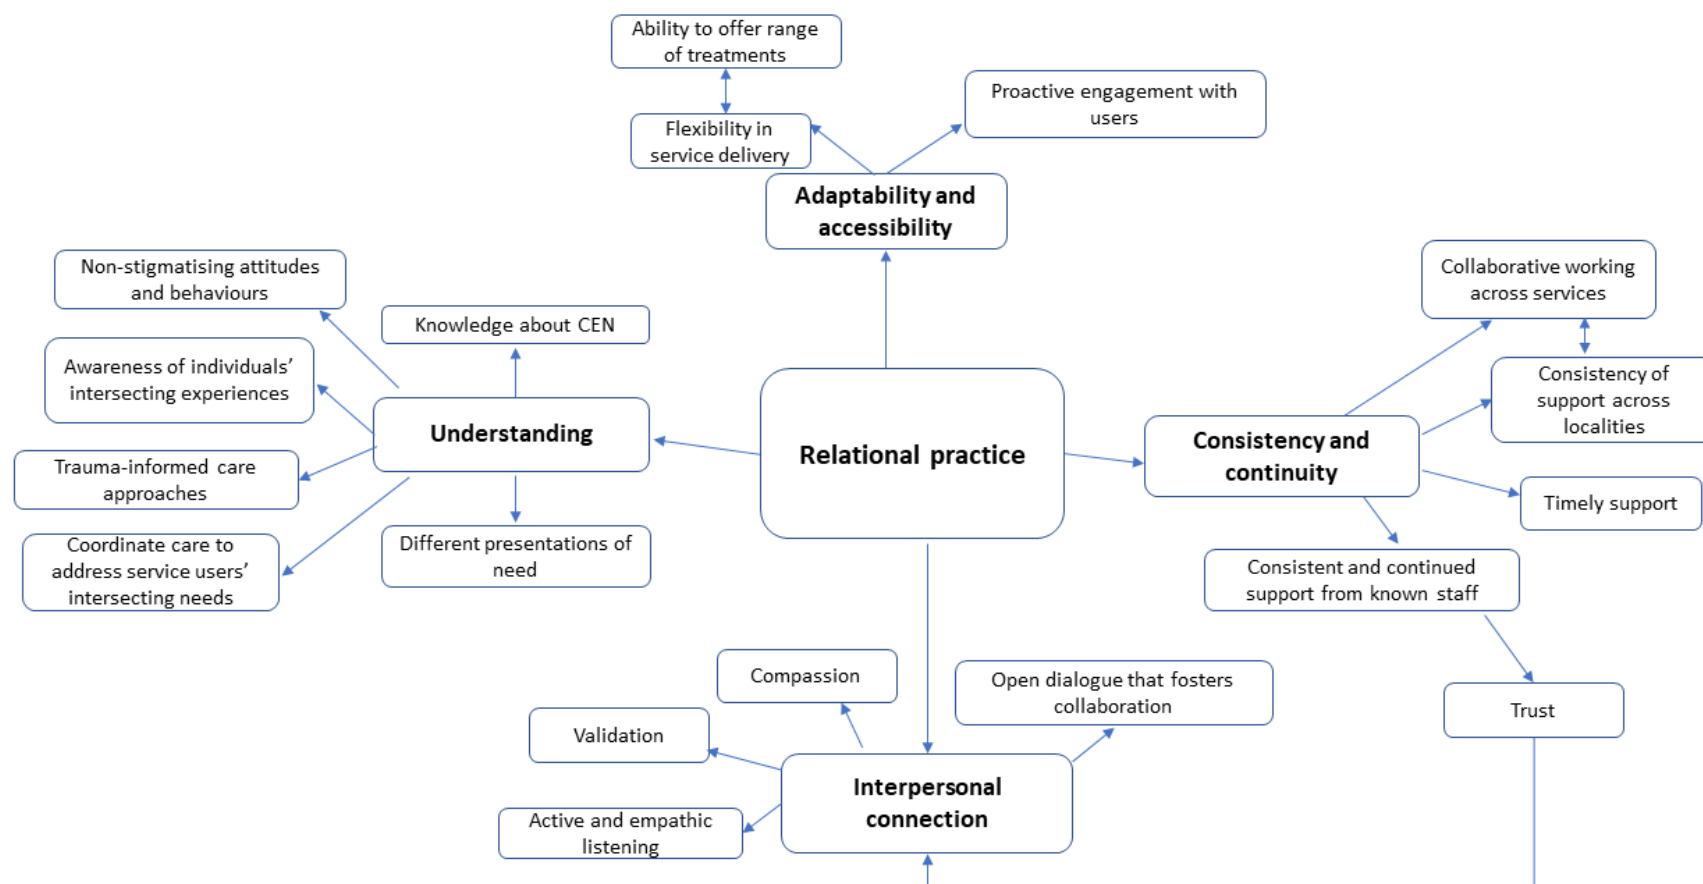 Ability to offer range
of treatments
Proactive engagement with
users
Flexibility in
service delivery
Adaptability and
accessibility
Non-stigmatising attitudes
and behaviours
Knowledge about CEN
Awareness of individuals’
intersecting experiences
Understanding
Trauma-informed care
approaches
Coordinate care to
address service users’
intersecting needs
Different presentations of
need
Relational practice
Collaborative working
across services
Consistency of
support across
localities
Consistency and
continuity
Timely support
Consistent and continued
support from known staff
Trust
Compassion
Open dialogue that fosters
collaboration
Validation
Interpersonal
connection
Active and empathic
listening